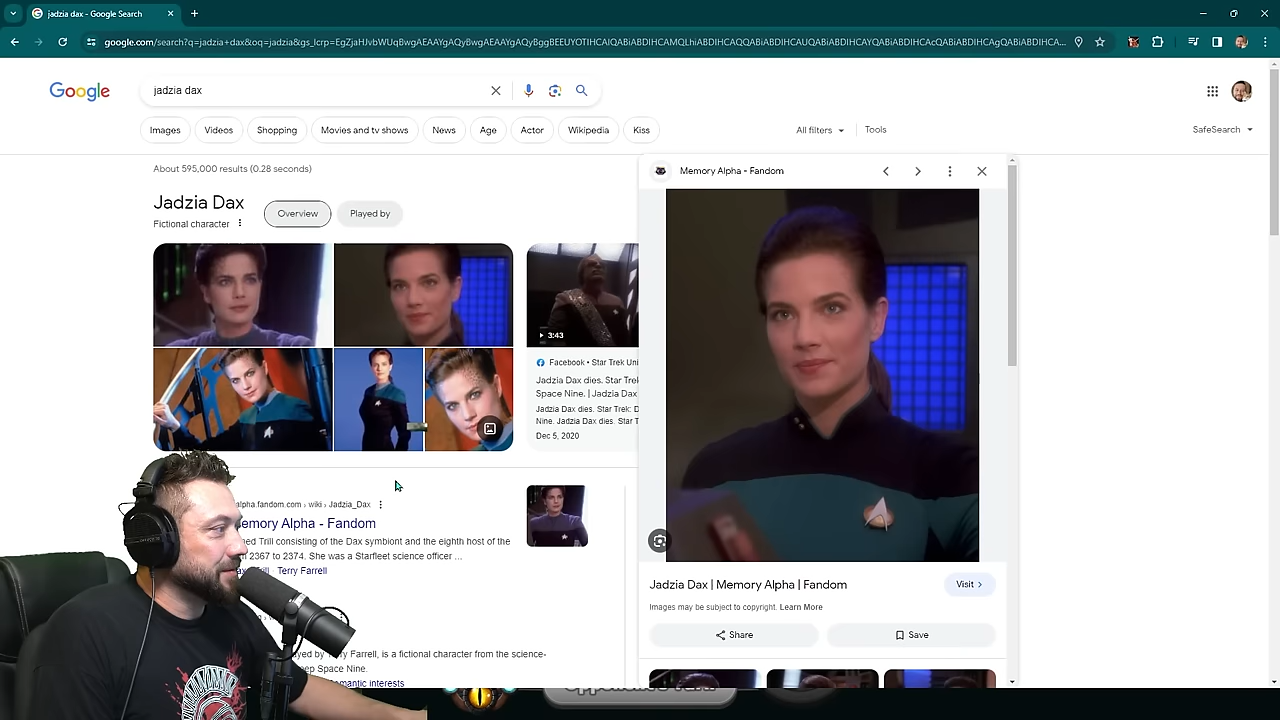 jadzia dax - Google Search
google.com/search?q=jadzia+dax&oq=jadzia&gs_lcrp=
Google
jadzia dax
Images
Videos
Shopping
Movies and tv shows
News
Age
Actor
Wikipedia
Kiss
All filters
Tools
SafeSearch
About 595,000 results (0.28 seconds)
Jadzia Dax
Fictional character
Overview
Played by
3:43
Facebook • Star Trek Uni
Jadzia Dax dies. Star Trek
Space Nine. | Jadzia Dax
Jadzia Dax dies. Star Trek: D
Nine. Jadzia Dax dies. Star T
Dec 5, 2020
alpha.fandom.com › wiki › Jadzia_Dax
emory Alpha - Fandom
ned Trill consisting of the Dax symbiont and the eighth host of the
2367 to 2374. She was a Starfleet science officer ...
Trill · Terry Farrell
ayed by Terry Farrell, is a fictional character from the science-
ep Space Nine.
mantic interests
Memory Alpha - Fandom
Jadzia Dax | Memory Alpha | Fandom
Visit
Images may be subject to copyright. Learn More
Share
Save